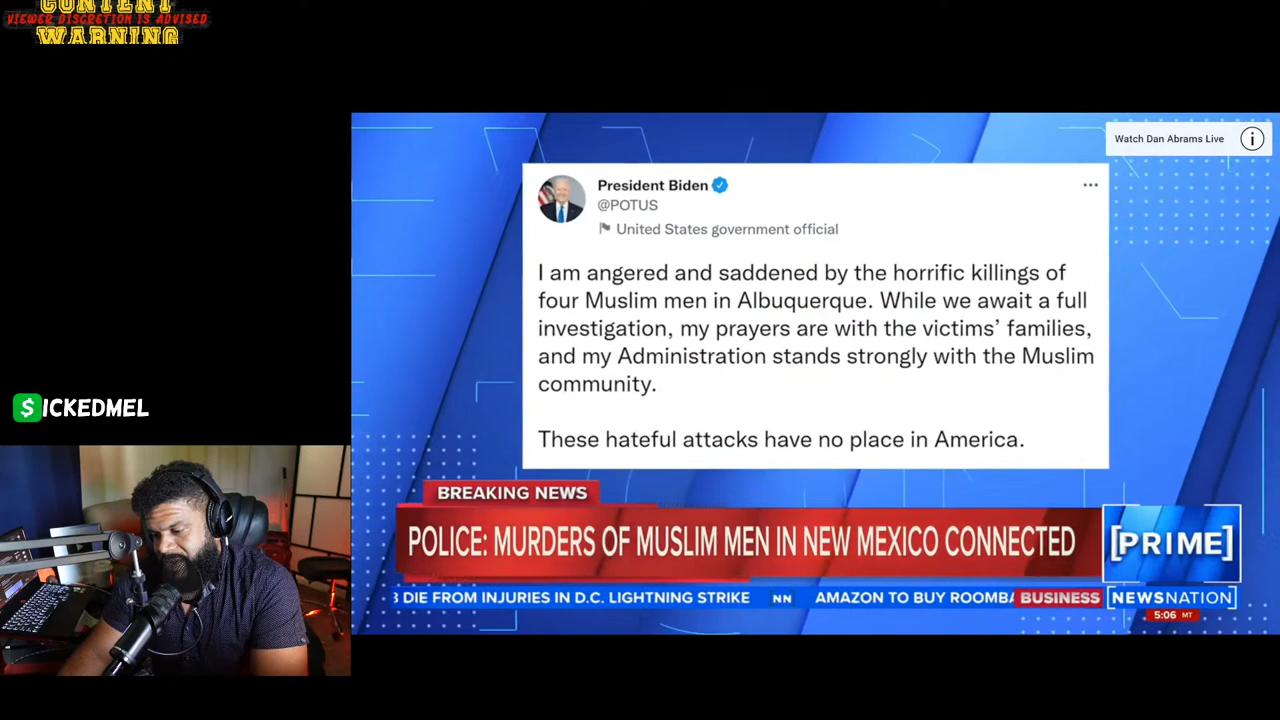 CONTENT
VIEWER DISCRETION IS ADVISED
WARNING
Watch Dan Abrams Live
President Biden
@POTUS
United States government official
I am angered and saddened by the horrific killings of
four Muslim men in Albuquerque. While we await a full
investigation, my prayers are with the victims’ families,
and my Administration stands strongly with the Muslim
community.
These hateful attacks have no place in America.
$ICKEDMEL
BREAKING NEWS
POLICE: MURDERS OF MUSLIM MEN IN NEW MEXICO CONNECTED
[PRIME]
3 DIE FROM INJURIES IN D.C. LIGHTNING STRIKE NN AMAZON TO BUY ROOMBA BUSINESS
NEWSNATION
5:06 MT